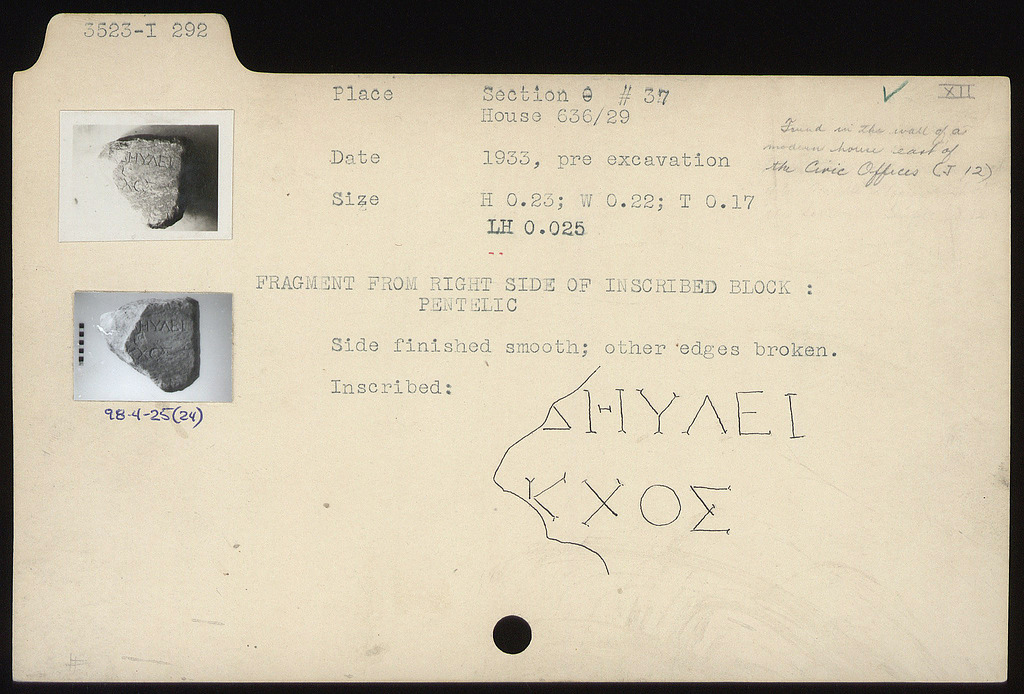 3523-I 292
Place Section Θ # 37
House 636/29
XII
Found in the wall of a
modern house east of
the Civic Offices (J 12)
Date 1933, pre excavation
Size H 0.23; W 0.22; T 0.17
LH 0.025
FRAGMENT FROM RIGHT SIDE OF INSCRIBED BLOCK :
PENTELIC
Side finished smooth; other edges broken.
Inscribed:
ΔΗΥΛΕΙ
ΚΧΟΣ
98-4-25(24)